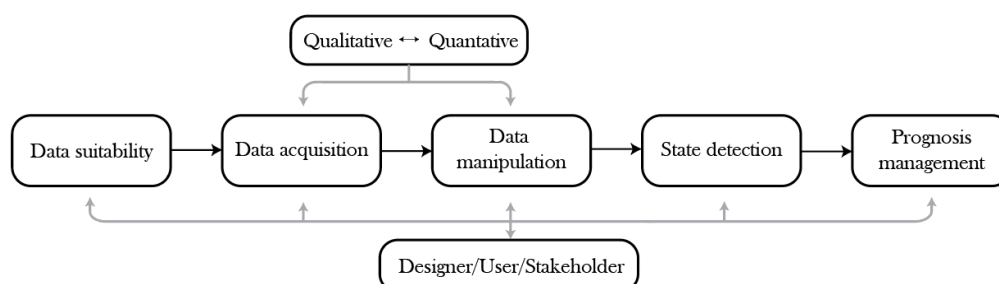 Qualitative ↔ Quantative
Data suitability
Data acquisition
Data
manipulation
State detection
Prognosis
management
Designer/User/Stakeholder